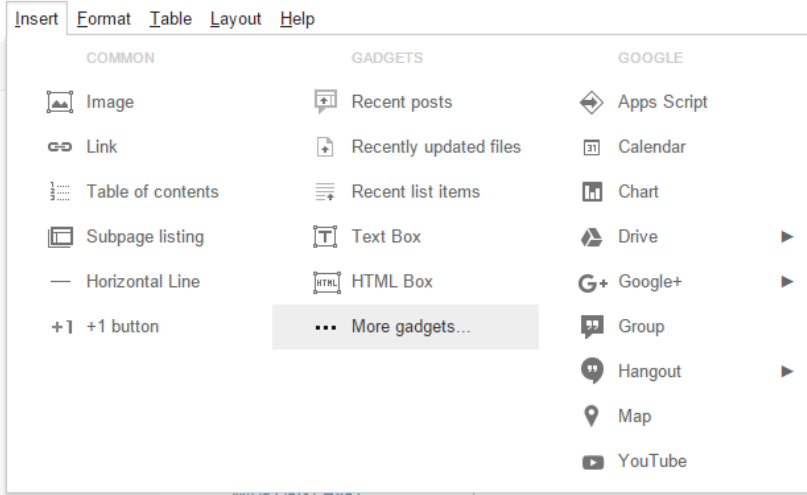 Insert Format Table Layout Help
COMMON
Image
Link
Table of contents
Subpage listing
Horizontal Line
+1 +1 button
GADGETS
Recent posts
Recently updated files
Recent list items
T Text Box
HTML HTML Box
... More gadgets...
GOOGLE
Apps Script
31 Calendar
Chart
Drive
G+ Google+
Group
Hangout
Map
YouTube